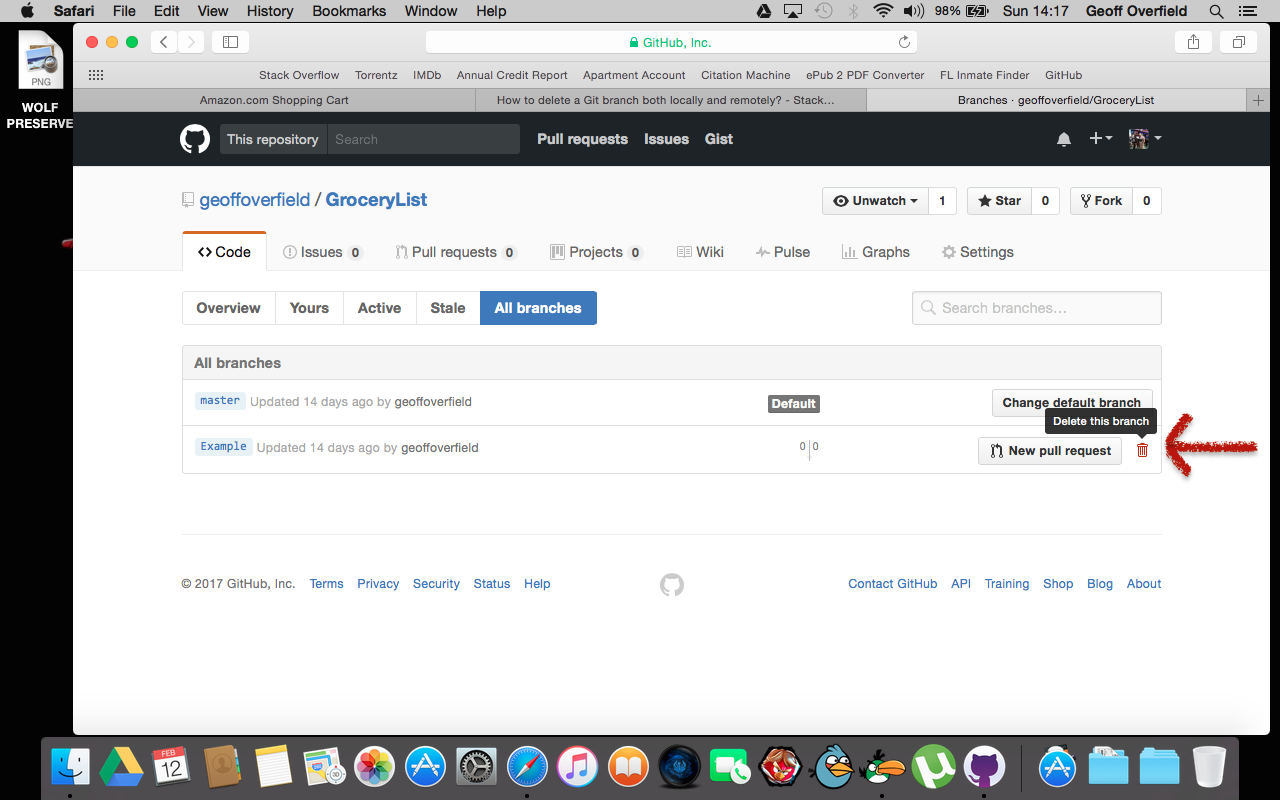 Safari File Edit View History Bookmarks Window Help 98% Sun 14:17 Geoff Overfield
PNG
WOLF
PRESERVE
GitHub, Inc.
Stack Overflow Torrentz IMDb Annual Credit Report Apartment Account Citation Machine ePub 2 PDF Converter FL Inmate Finder GitHub
Amazon.com Shopping Cart How to delete a Git branch both locally and remotely? - Stack... Branches · geoffoverfield/GroceryList
This repository Search Pull requests Issues Gist
geoffoverfield / GroceryList Unwatch 1 Star 0 Fork 0
Code Issues 0 Pull requests 0 Projects 0 Wiki Pulse Graphs Settings
Overview Yours Active Stale All branches Search branches...
All branches
master Updated 14 days ago by geoffoverfield Default Change default branch
Delete this branch
Example Updated 14 days ago by geoffoverfield 0 0 New pull request
© 2017 GitHub, Inc. Terms Privacy Security Status Help Contact GitHub API Training Shop Blog About
FEB
12
30